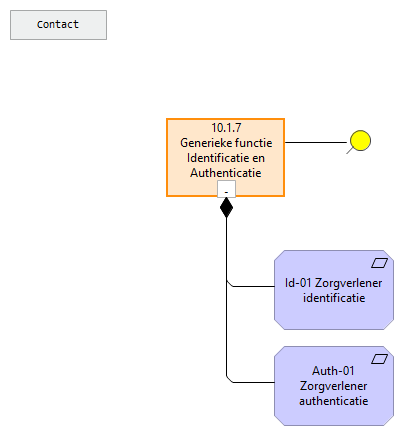 Contact
10.1.7
Generieke functie
Identificatie en
Authenticatie
-
Id-01 Zorgverlener
identificatie
Auth-01
Zorgverlener
authenticatie